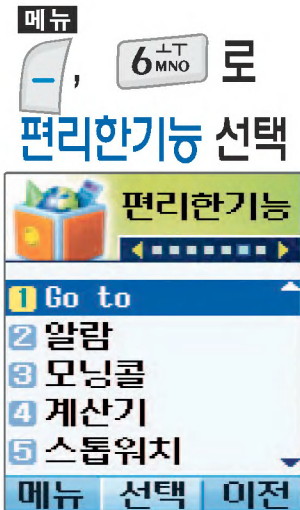 메뉴
, 6 ㅗㅜ MNO 로
편리한기능 선택
편리한기능
1 Go to
2 알람
3 모닝콜
4 계산기
5 스톱워치
메뉴 선택 이전